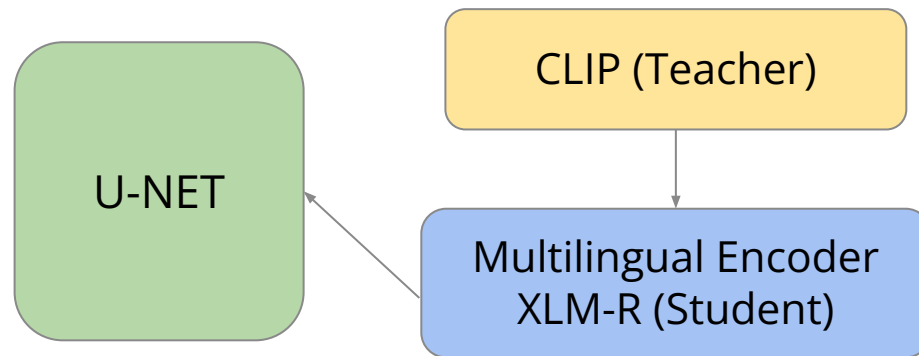 CLIP (Teacher)
U-NET
Multilingual Encoder
XLM-R (Student)